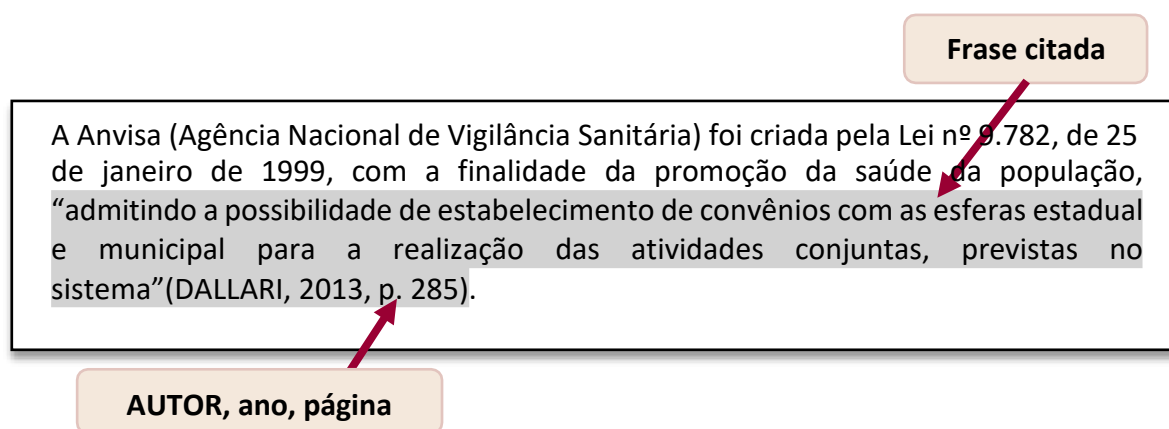 Frase citada
A Anvisa (Agência Nacional de Vigilância Sanitária) foi criada pela Lei nº 9.782, de 25
de janeiro de 1999, com a finalidade da promoção da saúde da população,
“admitindo a possibilidade de estabelecimento de convênios com as esferas estadual
e municipal para a realização das atividades conjuntas, previstas no
sistema”(DALLARI, 2013, p. 285).
AUTOR, ano, página